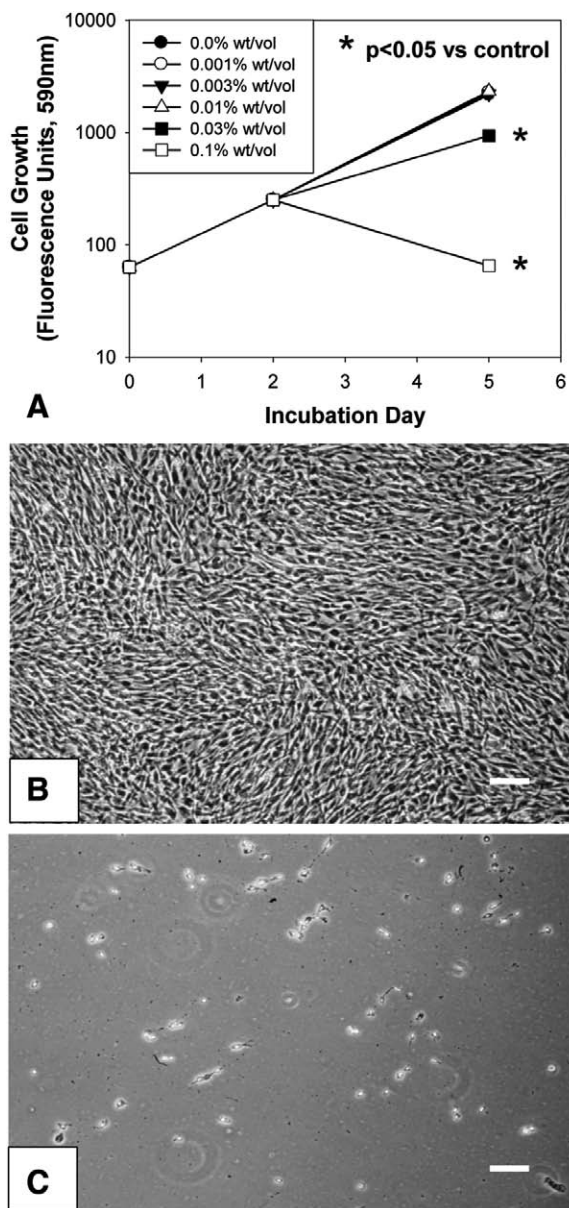 10000
1000
100
10
Cell Growth
(Fluorescence Units, 590nm)
0.0% wt/vol
0.001% wt/vol
0.003% wt/vol
0.01% wt/vol
0.03% wt/vol
0.1% wt/vol
* p<0.05 vs control
*
*
0 1 2 3 4 5 6
Incubation Day
A
B
C